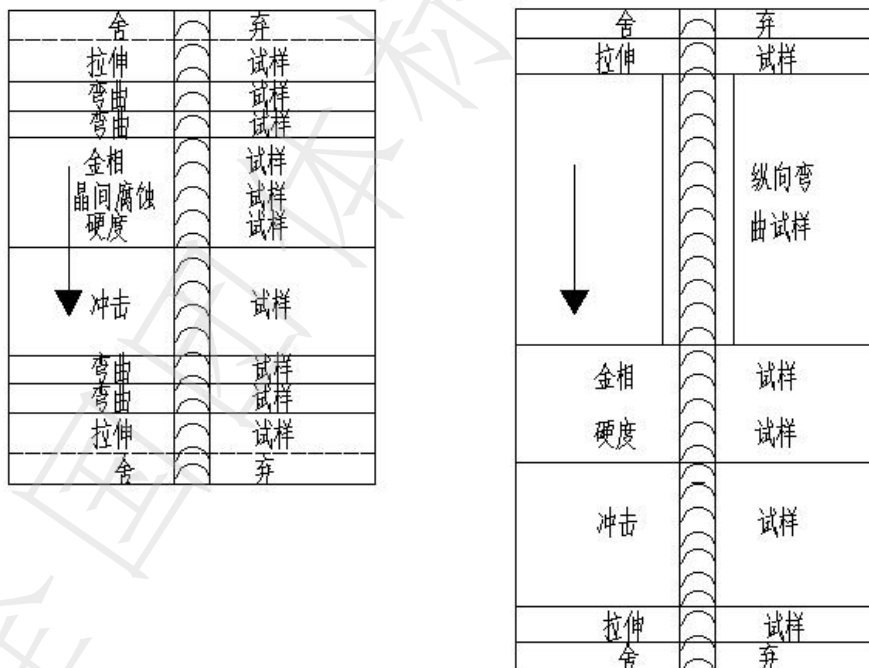 舍 弃
拉伸 试样
弯曲 试样
弯曲 试样
金相 试样
晶间腐蚀 试样
硬度 试样
冲击 试样
弯曲 试样
弯曲 试样
拉伸 试样
舍 弃
舍 弃
拉伸 试样
纵向弯
曲试样
金相 试样
硬度 试样
冲击 试样
拉伸 试样
舍 弃